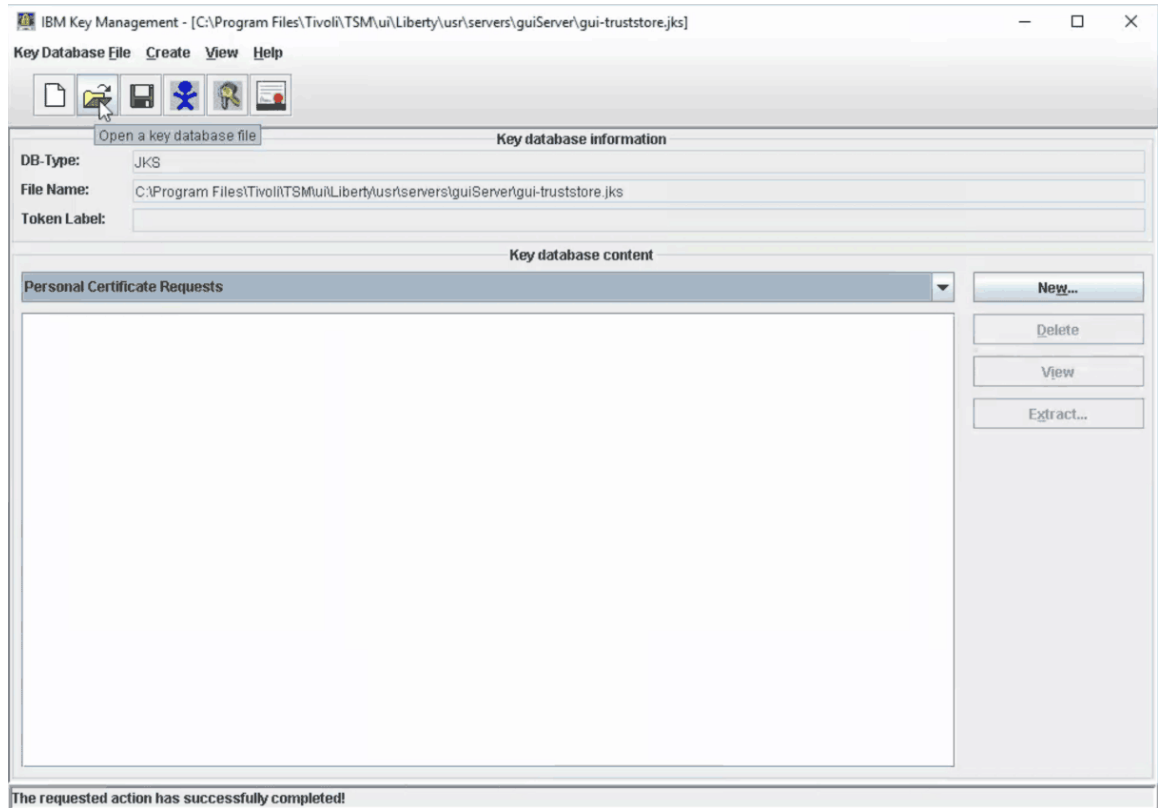 IBM Key Management - [C:\Program Files\Tivoli\TSM\ui\Liberty\usr\servers\guiServer\gui-truststore.jks]
Key Database File Create View Help
Open a key database file
Key database information
DB-Type: JKS
File Name: C:\Program Files\Tivoli\TSM\ui\Liberty\usr\servers\guiServer\gui-truststore.jks
Token Label:
Key database content
Personal Certificate Requests
New...
Delete
View
Extract...
The requested action has successfully completed!